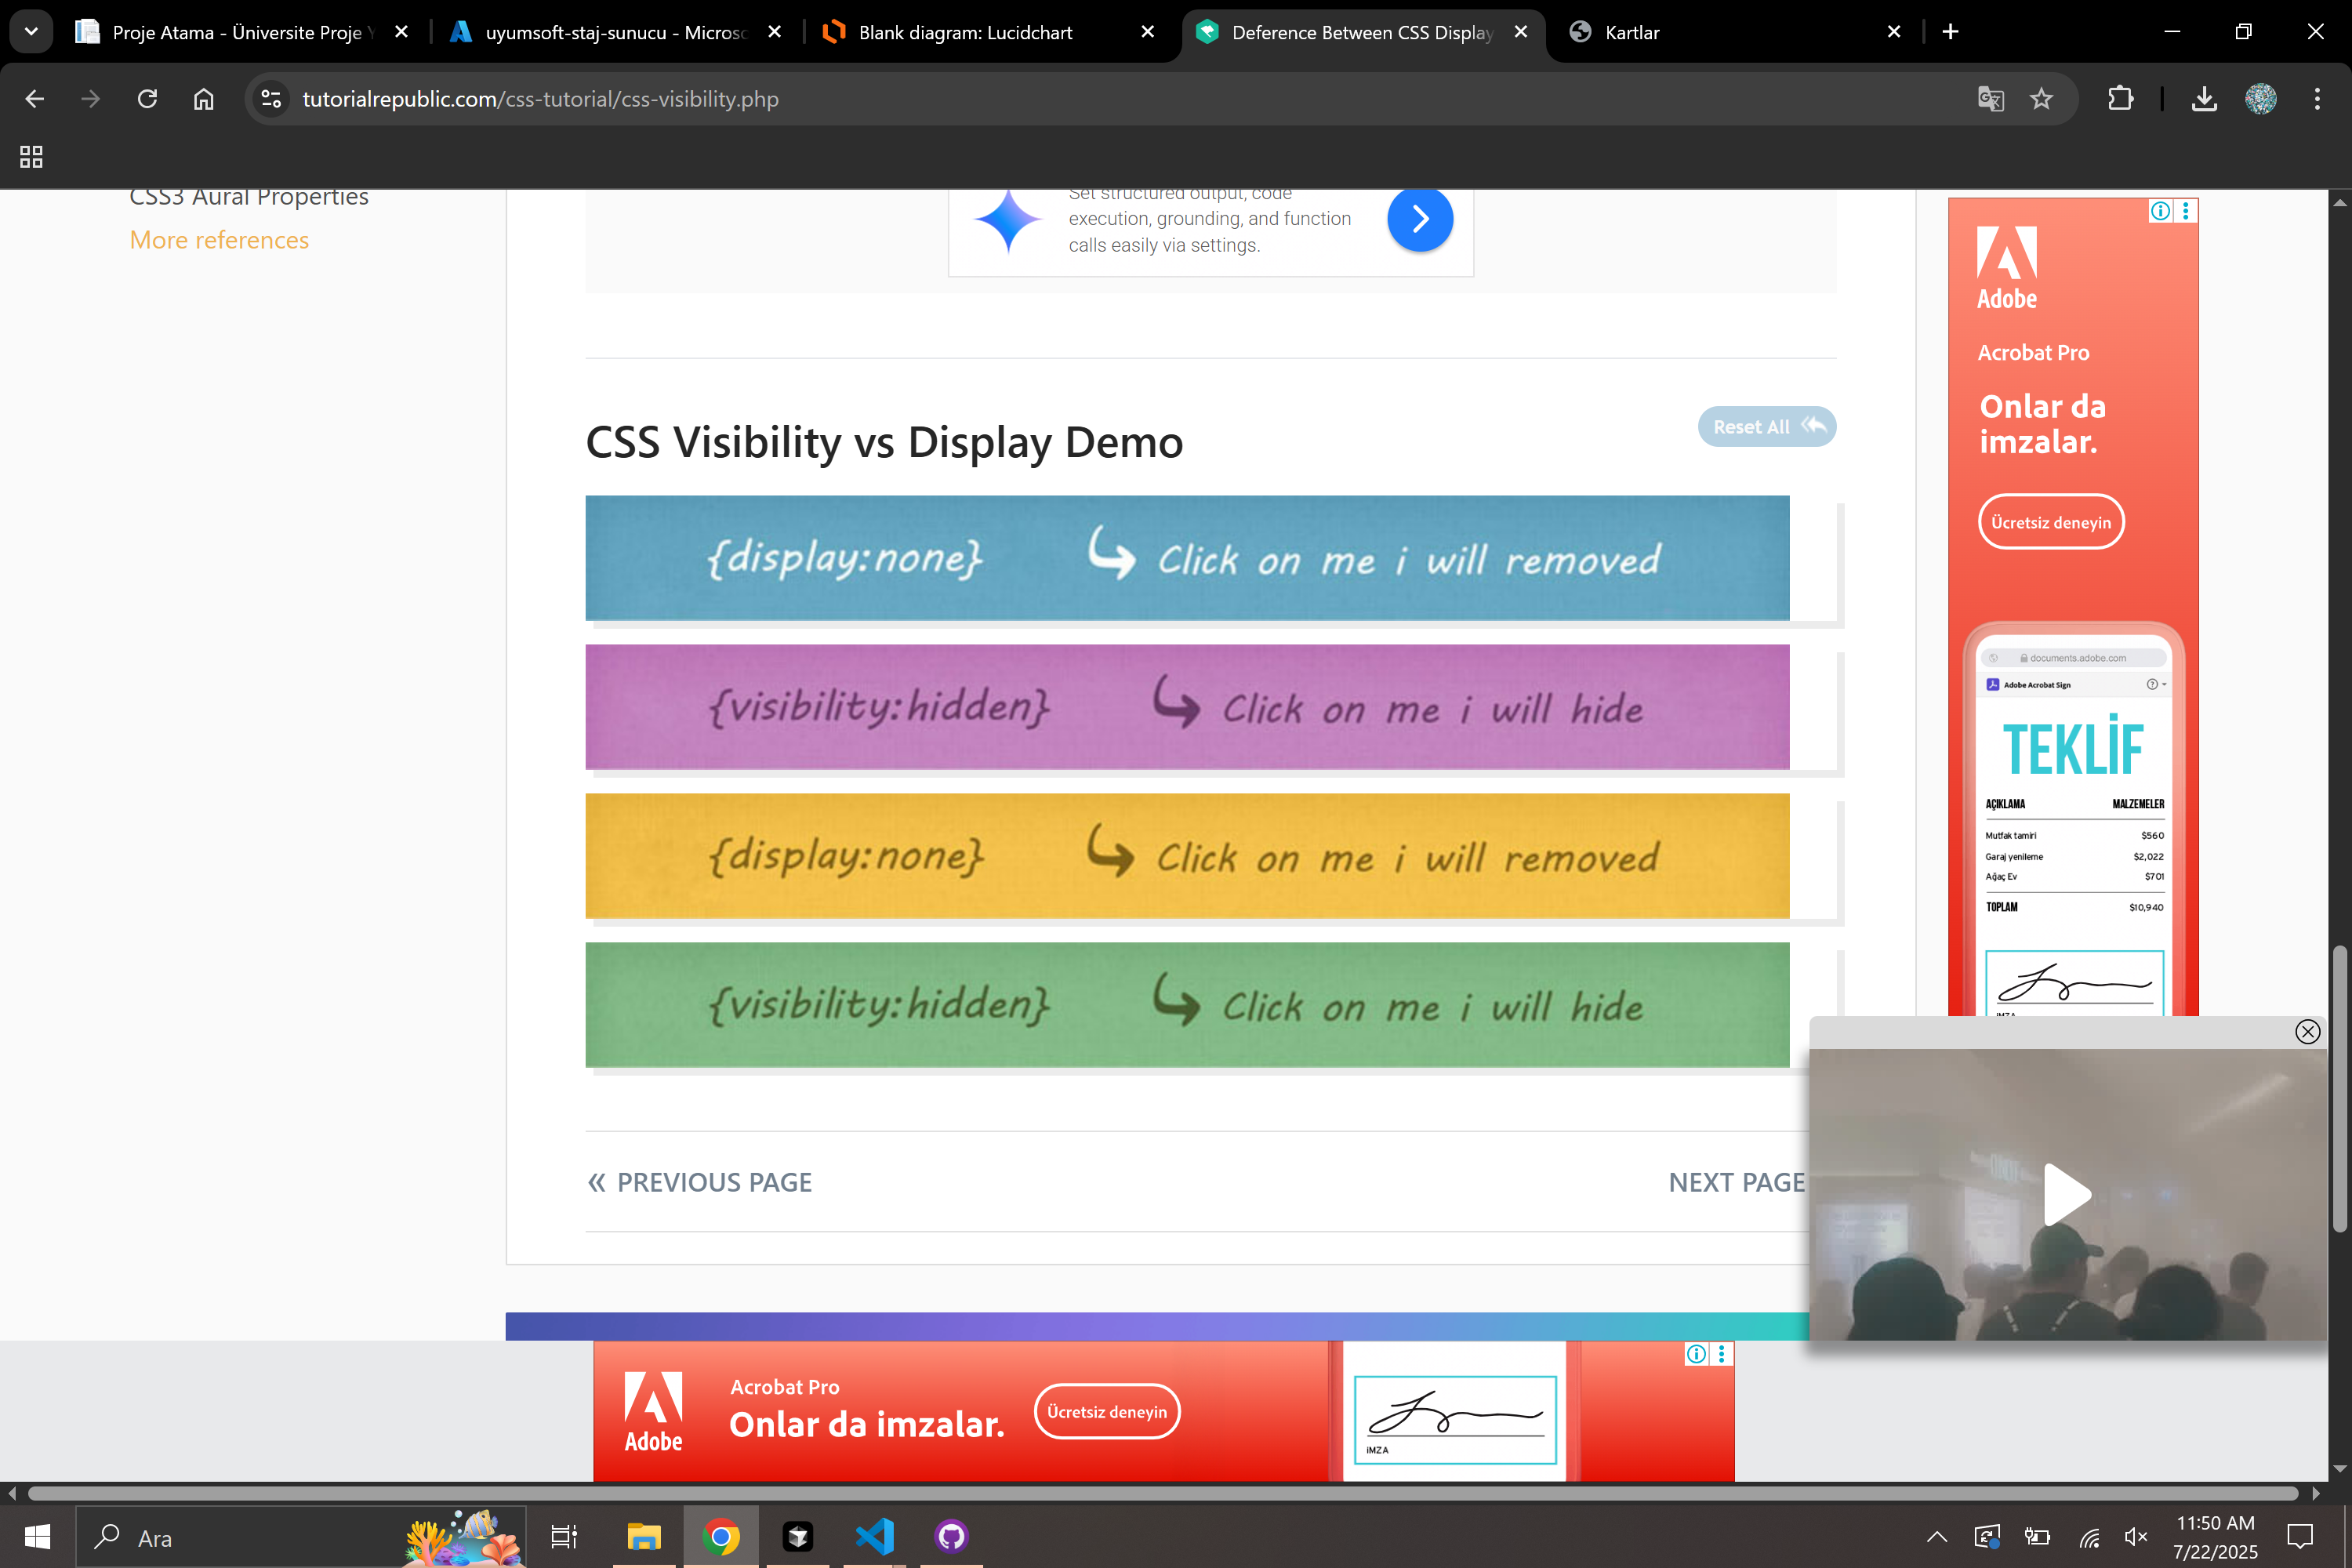 Proje Atama - Üniversite Proje Y
uyumsoft-staj-sunucu - Micros
Blank diagram: Lucidchart
Deference Between CSS Display
Kartlar
tutorialrepublic.com/css-tutorial/css-visibility.php
CSS3 Aural Properties
More references
Set structured output, code
execution, grounding, and function
calls easily via settings.
CSS Visibility vs Display Demo
Reset All
{display:none} Click on me i will removed
{visibility:hidden} Click on me i will hide
{display:none} Click on me i will removed
{visibility:hidden} Click on me i will hide
« PREVIOUS PAGE
NEXT PAGE
Adobe
Acrobat Pro
Onlar da
imzalar.
Ücretsiz deneyin
documents.adobe.com
Adobe Acrobat Sign
TEKLİF
AÇIKLAMA MALZEMELER
Mutfak tamiri $560
Garaj yenileme $2,022
Ağaç Ev $701
TOPLAM $10,940
Adobe
Acrobat Pro
Onlar da imzalar.
Ücretsiz deneyin
İMZA
Ara
11:50 AM
7/22/2025